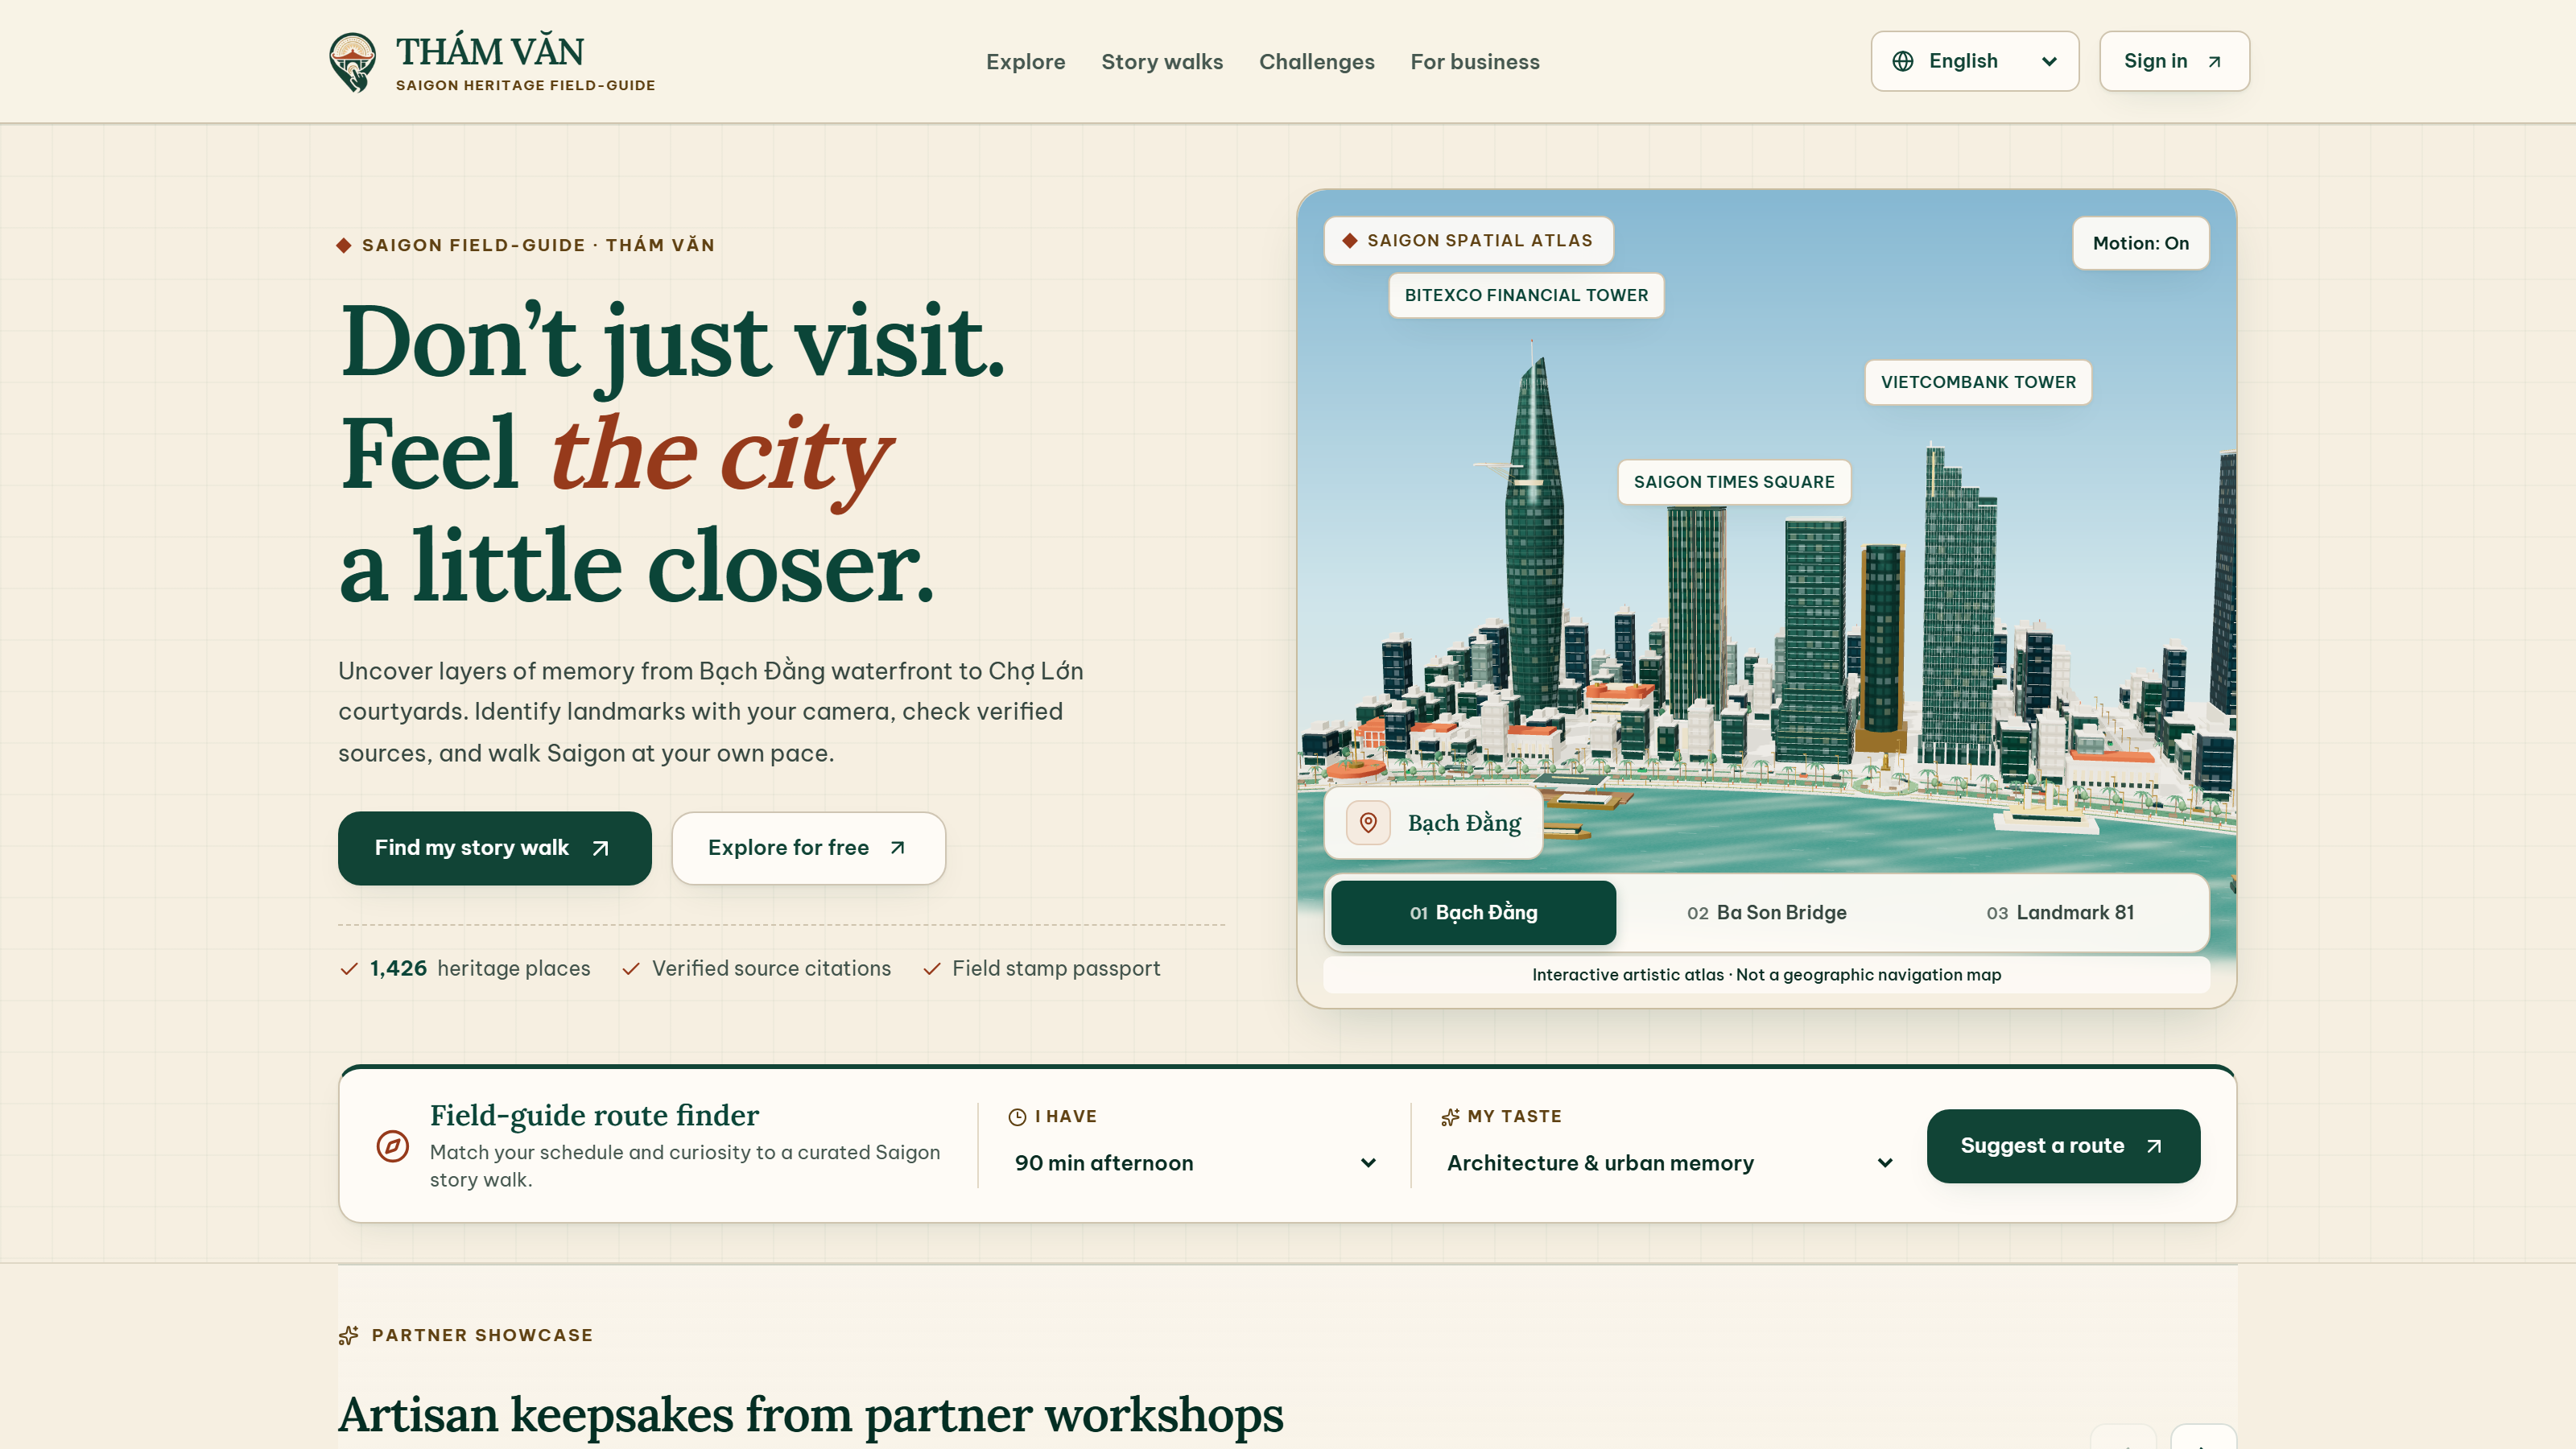 THÁM VĂN
SAIGON HERITAGE FIELD-GUIDE
Explore
Story walks
Challenges
For business
English
Sign in
SAIGON FIELD-GUIDE · THÁM VĂN
Don’t just visit.
Feel the city
a little closer.
Uncover layers of memory from Bạch Đằng waterfront to Chợ Lớn
courtyards. Identify landmarks with your camera, check verified
sources, and walk Saigon at your own pace.
Find my story walk
Explore for free
1,426 heritage places
Verified source citations
Field stamp passport
SAIGON SPATIAL ATLAS
Motion: On
BITEXCO FINANCIAL TOWER
VIETCOMBANK TOWER
SAIGON TIMES SQUARE
Bạch Đằng
01 Bạch Đằng
02 Ba Son Bridge
03 Landmark 81
Interactive artistic atlas · Not a geographic navigation map
Field-guide route finder
Match your schedule and curiosity to a curated Saigon
story walk.
I HAVE
90 min afternoon
MY TASTE
Architecture & urban memory
Suggest a route
PARTNER SHOWCASE
Artisan keepsakes from partner workshops